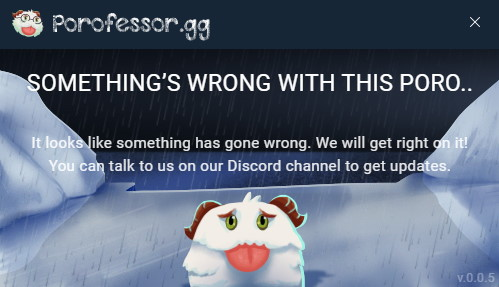 Porofessor.gg
SOMETHING’S WRONG WITH THIS PORO..
It looks like something has gone wrong. We will get right on it!
You can talk to us on our Discord channel to get updates.
v.0.0.5